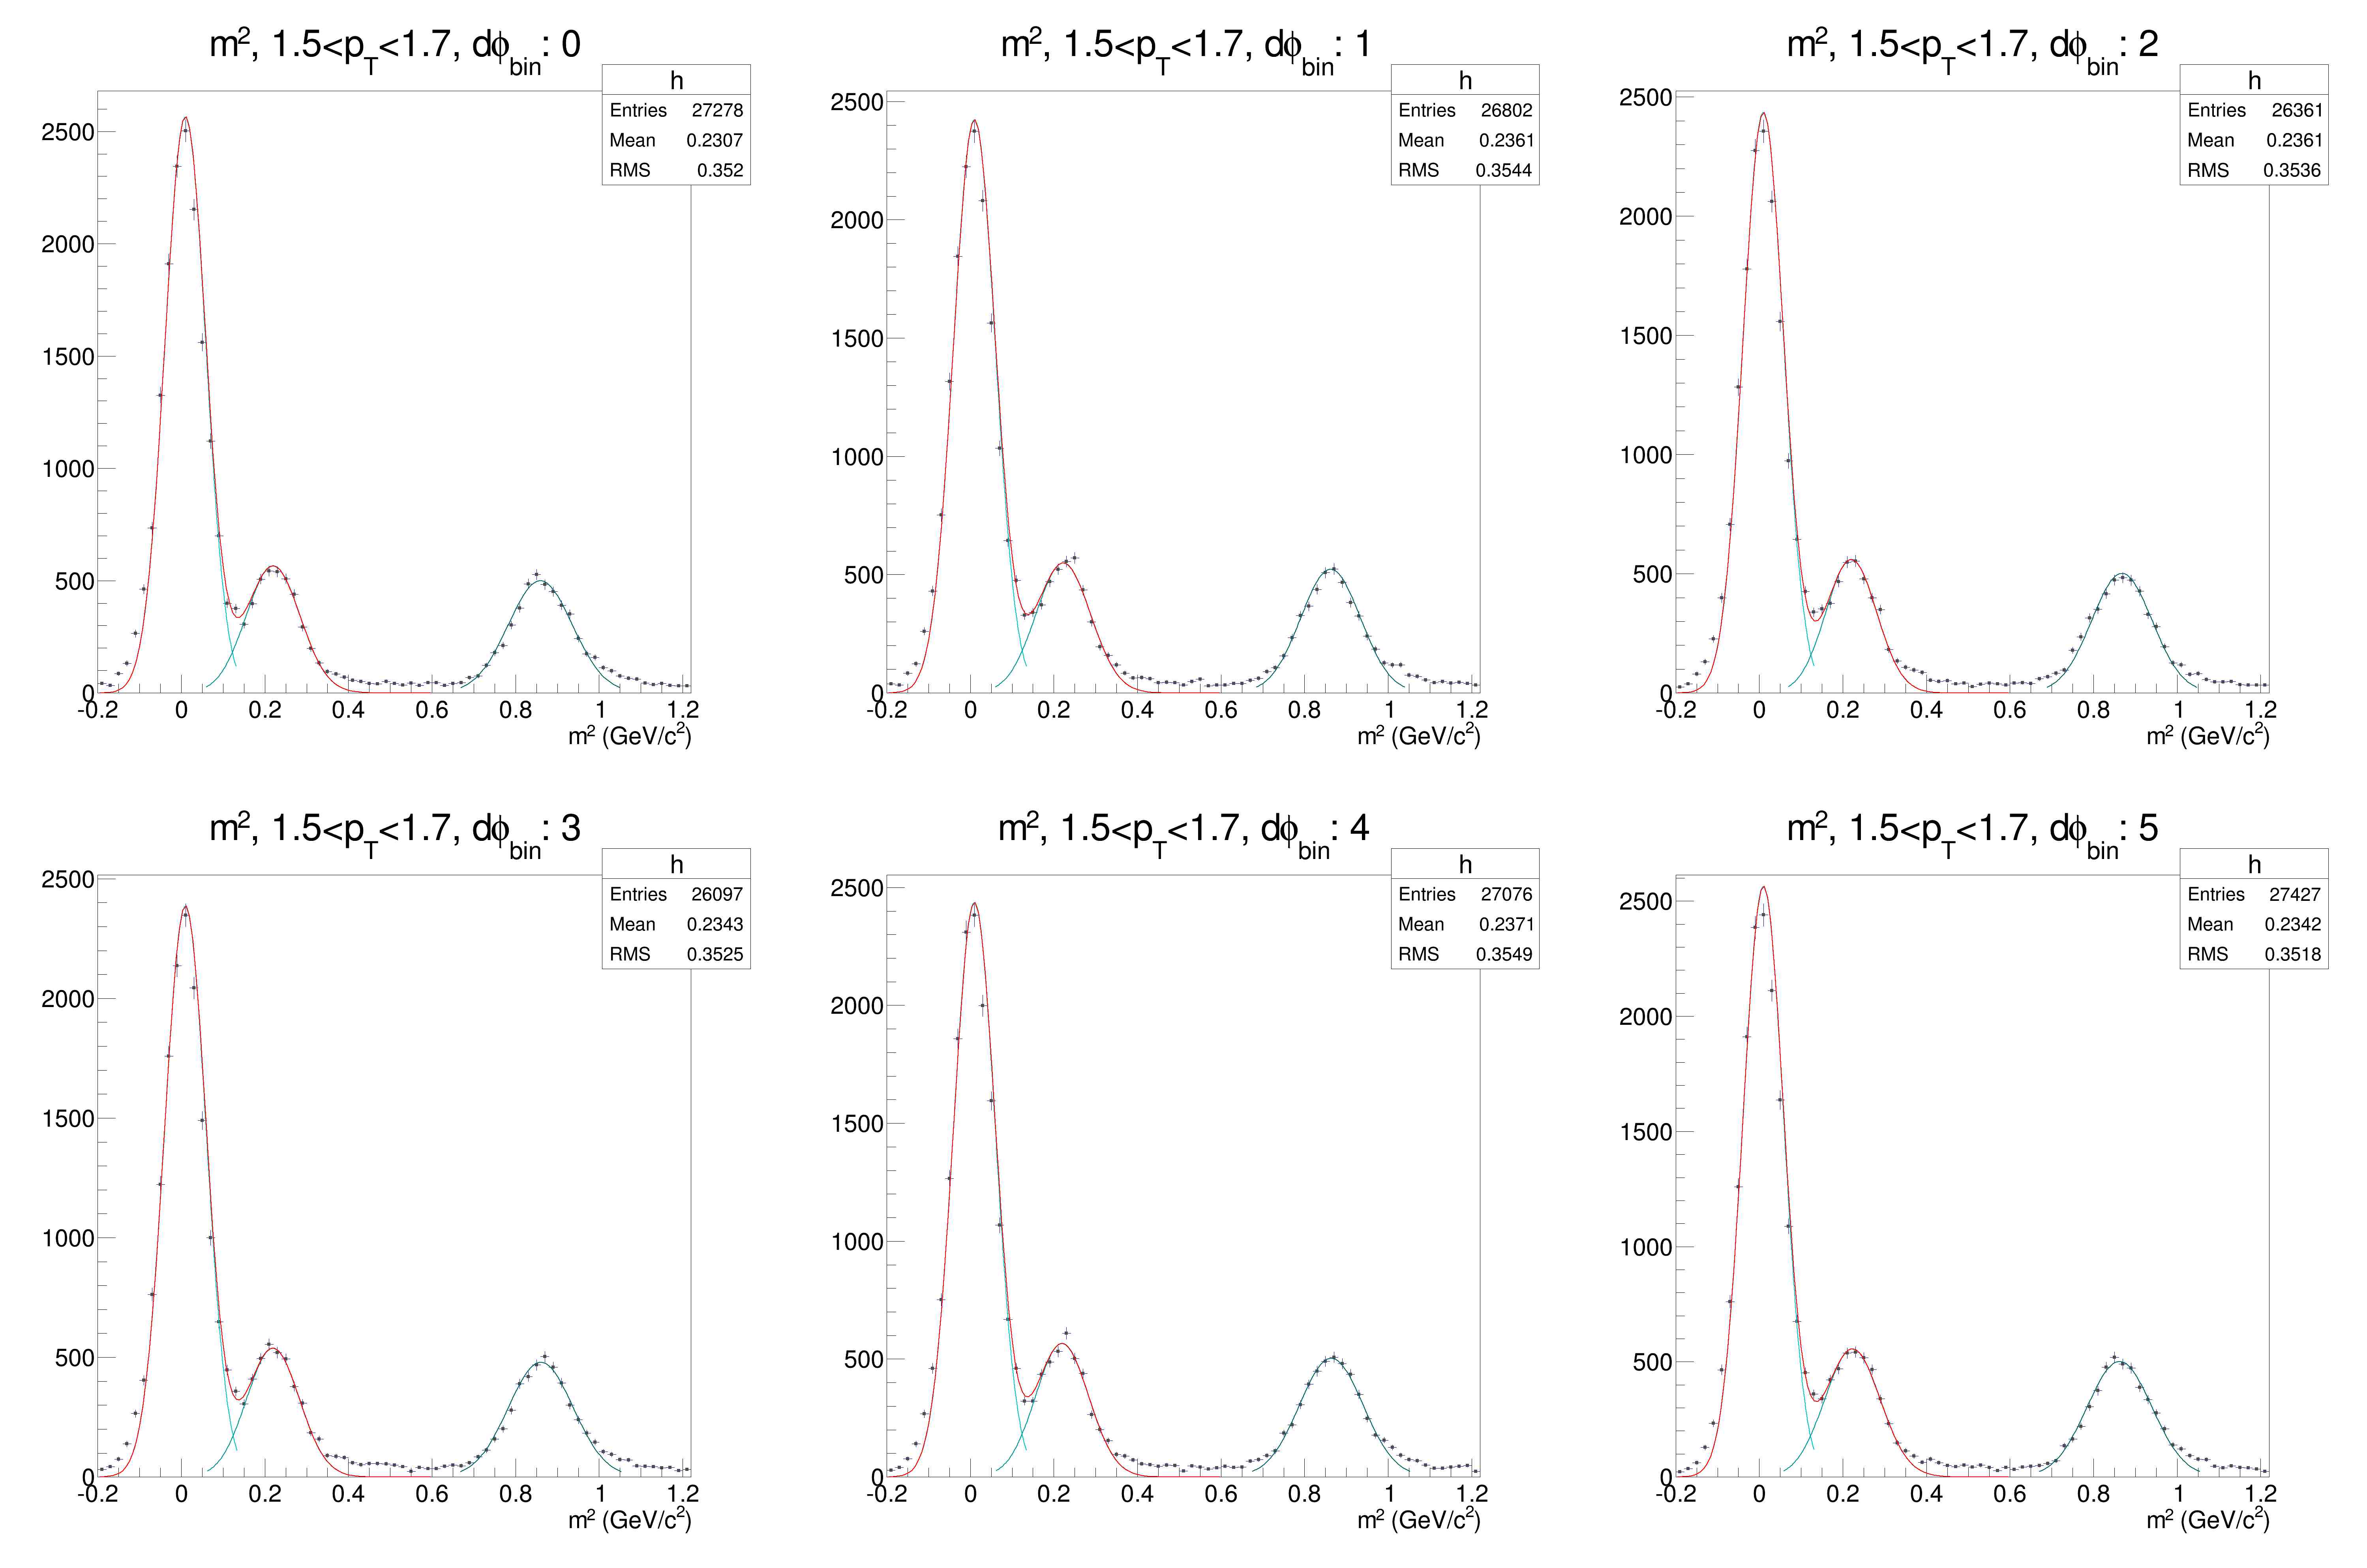 m², 1.5<p_T<1.7, dϕ_bin: 0
h
Entries 27278
Mean 0.2307
RMS 0.352
2500
2000
1500
1000
500
0
-0.2 0 0.2 0.4 0.6 0.8 1 1.2
m² (GeV/c²)
m², 1.5<p_T<1.7, dϕ_bin: 1
h
Entries 26802
Mean 0.2361
RMS 0.3544
2500
2000
1500
1000
500
0
-0.2 0 0.2 0.4 0.6 0.8 1 1.2
m² (GeV/c²)
m², 1.5<p_T<1.7, dϕ_bin: 2
h
Entries 26361
Mean 0.2361
RMS 0.3536
2500
2000
1500
1000
500
0
-0.2 0 0.2 0.4 0.6 0.8 1 1.2
m² (GeV/c²)
m², 1.5<p_T<1.7, dϕ_bin: 3
h
Entries 26097
Mean 0.2343
RMS 0.3525
2500
2000
1500
1000
500
0
-0.2 0 0.2 0.4 0.6 0.8 1 1.2
m² (GeV/c²)
m², 1.5<p_T<1.7, dϕ_bin: 4
h
Entries 27076
Mean 0.2371
RMS 0.3549
2500
2000
1500
1000
500
0
-0.2 0 0.2 0.4 0.6 0.8 1 1.2
m² (GeV/c²)
m², 1.5<p_T<1.7, dϕ_bin: 5
h
Entries 27427
Mean 0.2342
RMS 0.3518
2500
2000
1500
1000
500
0
-0.2 0 0.2 0.4 0.6 0.8 1 1.2
m² (GeV/c²)